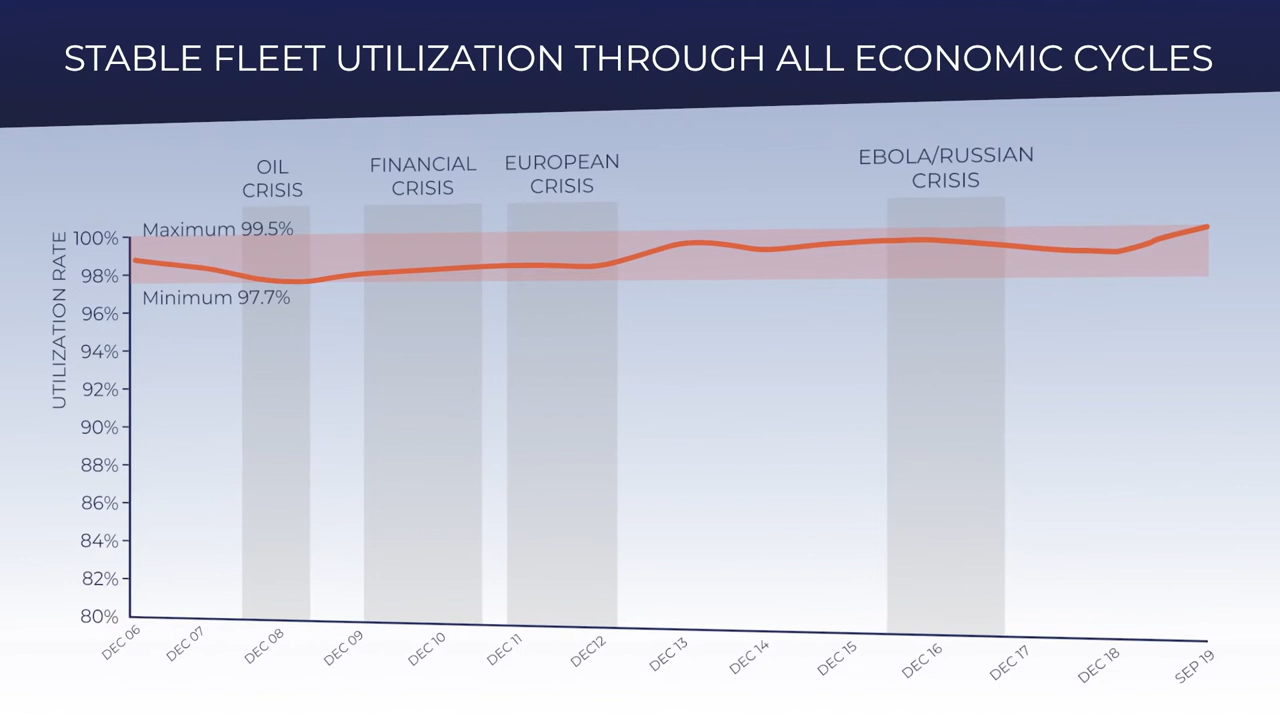 STABLE FLEET UTILIZATION THROUGH ALL ECONOMIC CYCLES
OIL
CRISIS
FINANCIAL
CRISIS
EUROPEAN
CRISIS
EBOLA/RUSSIAN
CRISIS
Maximum 99.5%
Minimum 97.7%
UTILIZATION RATE
100%
98%
96%
94%
92%
90%
88%
86%
84%
82%
80%
DEC 06
DEC 07
DEC 08
DEC 09
DEC 10
DEC 11
DEC12
DEC 13
DEC 14
DEC 15
DEC 16
DEC 17
DEC 18
SEP 19